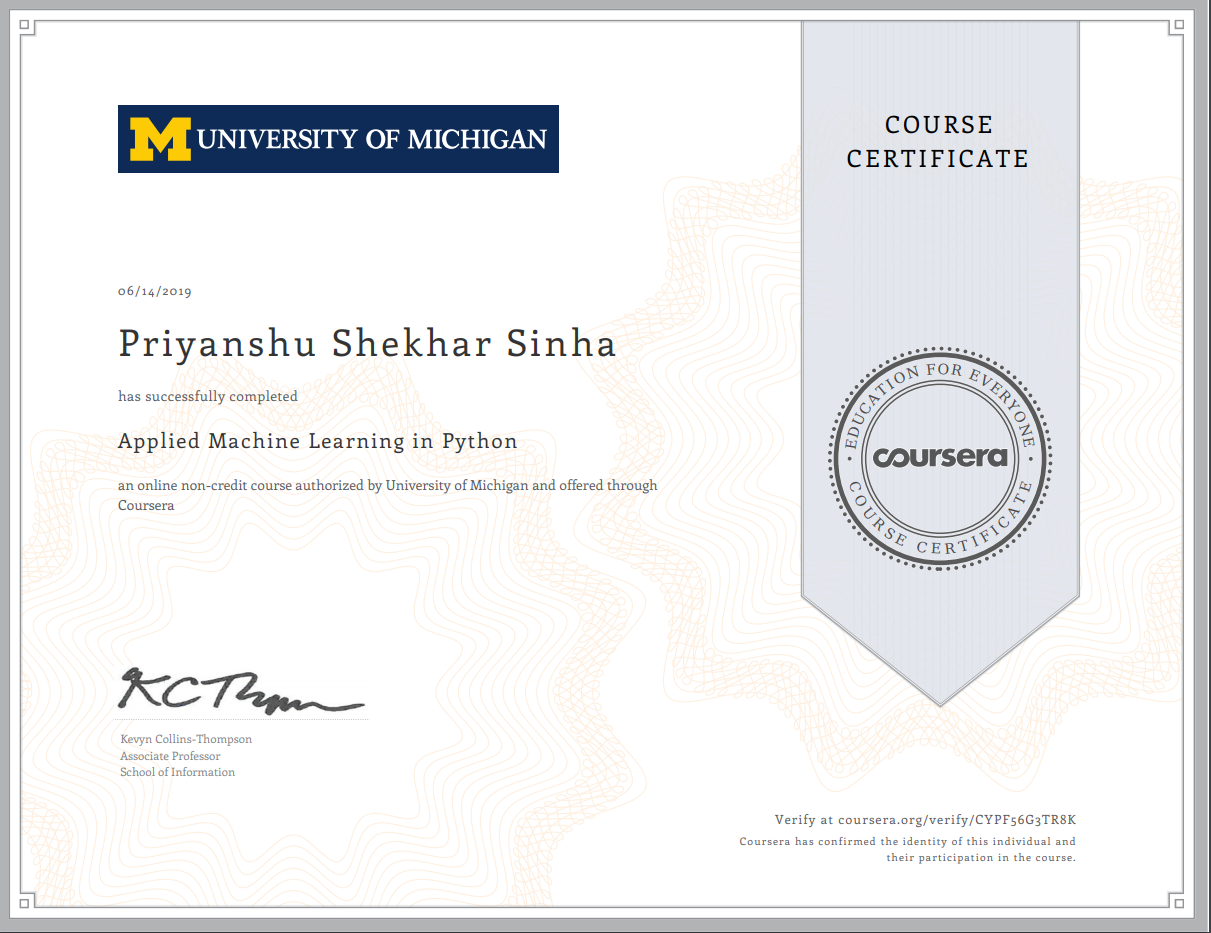 M UNIVERSITY OF MICHIGAN
COURSE
CERTIFICATE
06/14/2019
Priyanshu Shekhar Sinha
has successfully completed
Applied Machine Learning in Python
an online non-credit course authorized by University of Michigan and offered through
Coursera
EDUCATION FOR EVERYONE
coursera
COURSE CERTIFICATE
KCThom
Kevyn Collins-Thompson
Associate Professor
School of Information
Verify at coursera.org/verify/CYPF56G3TR8K
Coursera has confirmed the identity of this individual and
their participation in the course.